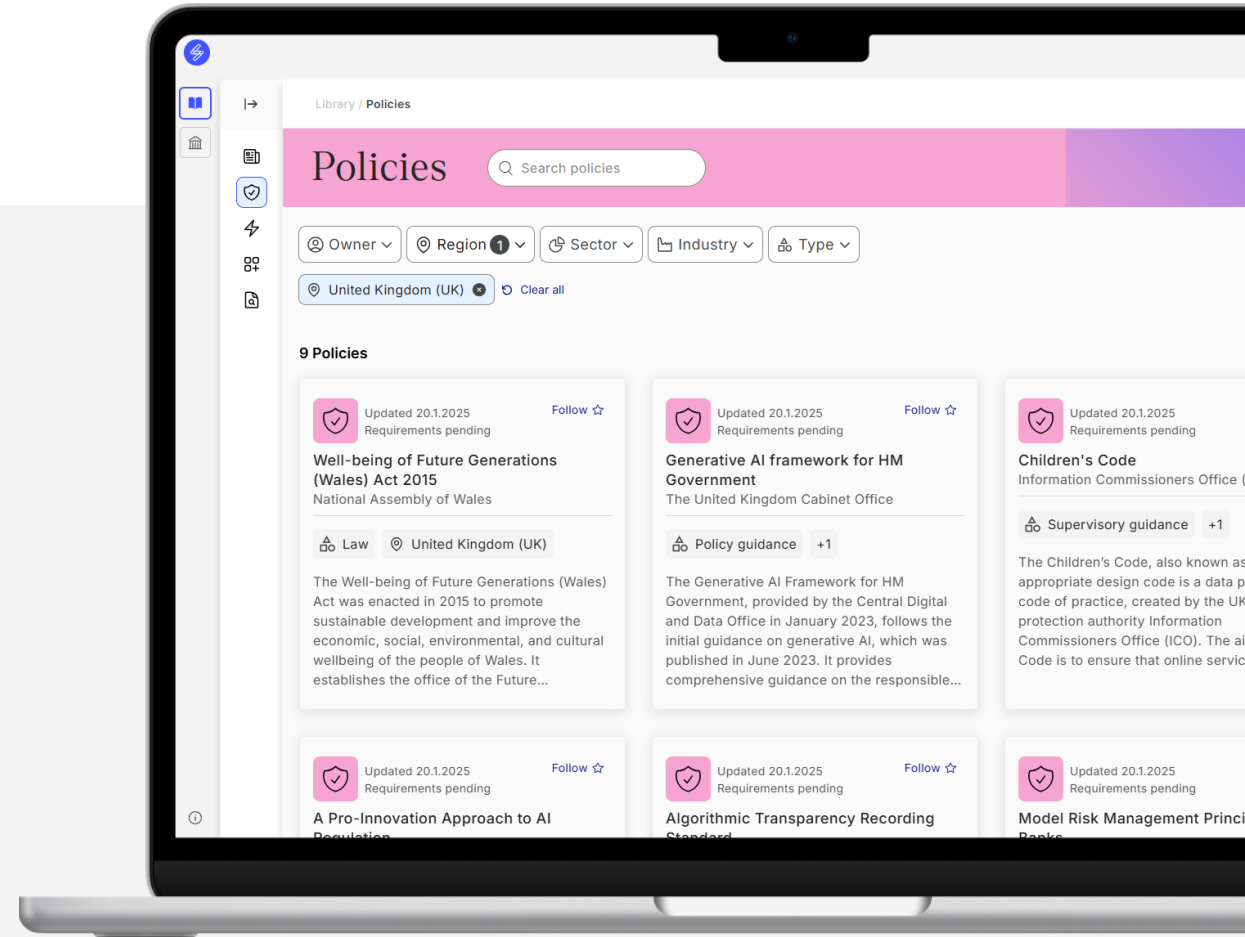 Library / Policies
Policies
Search policies
Owner
Region 1
Sector
Industry
Type
United Kingdom (UK)
Clear all
9 Policies
Updated 20.1.2025
Requirements pending
Follow
Well-being of Future Generations
(Wales) Act 2015
National Assembly of Wales
Law
United Kingdom (UK)
The Well-being of Future Generations (Wales)
Act was enacted in 2015 to promote
sustainable development and improve the
economic, social, environmental, and cultural
wellbeing of the people of Wales. It
establishes the office of the Future...
Updated 20.1.2025
Requirements pending
Follow
Generative AI framework for HM
Government
The United Kingdom Cabinet Office
Policy guidance
+1
The Generative AI Framework for HM
Government, provided by the Central Digital
and Data Office in January 2023, follows the
initial guidance on generative AI, which was
published in June 2023. It provides
comprehensive guidance on the responsible...
Updated 20.1.2025
Requirements pending
Children's Code
Information Commissioners Office (
Supervisory guidance
+1
The Children's Code, also known as
appropriate design code is a data p
code of practice, created by the UK
protection authority Information
Commissioners Office (ICO). The ai
Code is to ensure that online servic
Updated 20.1.2025
Requirements pending
Follow
A Pro-Innovation Approach to AI
Regulation
Updated 20.1.2025
Requirements pending
Follow
Algorithmic Transparency Recording
Standard
Updated 20.1.2025
Requirements pending
Model Risk Management Princi
Banks